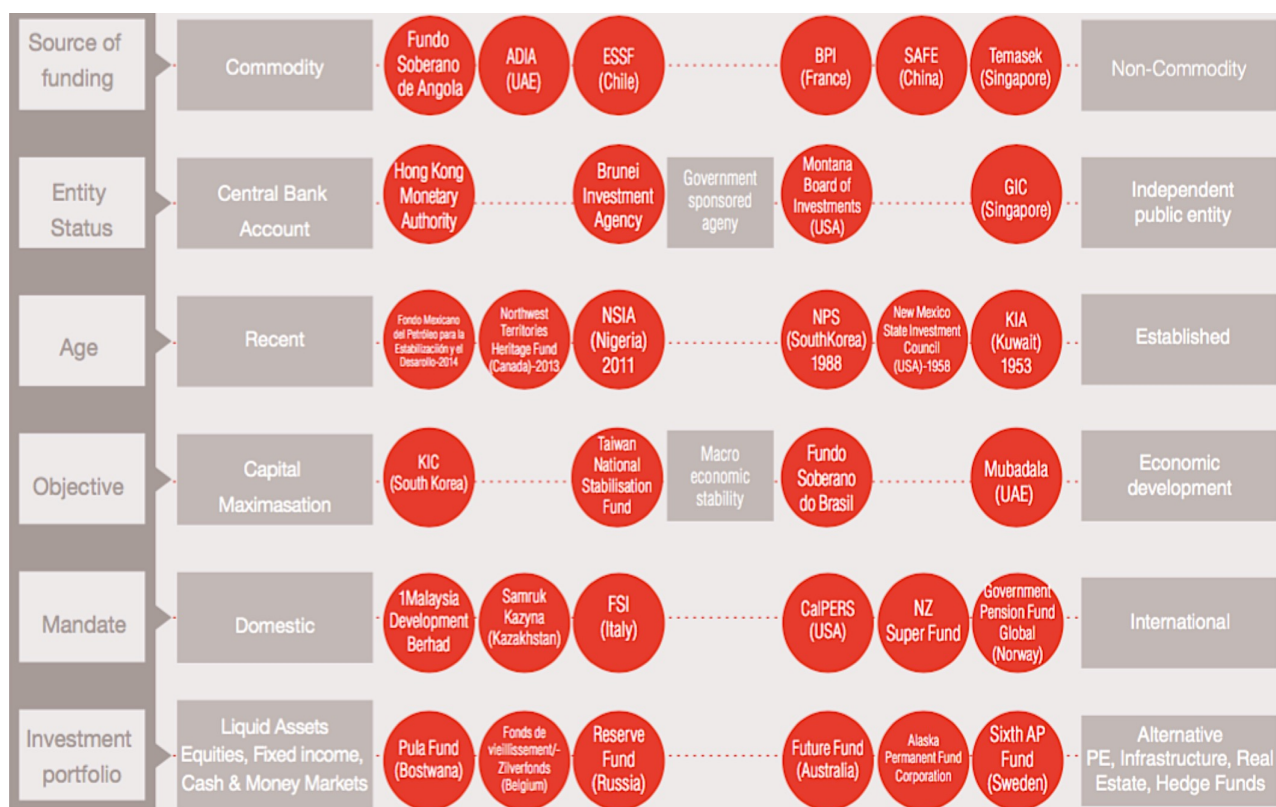 Source of
funding
Commodity
Fundo
Soberano
de Angola
ADIA
(UAE)
ESSF
(Chile)
BPI
(France)
SAFE
(China)
Temasek
(Singapore)
Non-Commodity
Entity
Status
Central Bank
Account
Hong Kong
Monetary
Authority
Brunei
Investment
Agency
Government
sponsored
ageny
Montana
Board of
Investments
(USA)
GIC
(Singapore)
Independent
public entity
Age
Recent
Fondo Mexicano
del Petróleo para la
Estabilizaciión y el
Desarollo-2014
Northwest
Territories
Heritage Fund
(Canada)-2013
NSIA
(Nigeria)
2011
NPS
(SouthKorea)
1988
New Mexico
State Investment
Council
(USA)-1958
KIA
(Kuwait)
1953
Established
Objective
Capital
Maximasation
KIC
(South Korea)
Taiwan
National
Stabilisation
Fund
Macro
economic
stability
Fundo
Soberano
do Brasil
Mubadala
(UAE)
Economic
development
Mandate
Domestic
1Malaysia
Development
Berhad
Samruk
Kazyna
(Kazakhstan)
FSI
(Italy)
CalPERS
(USA)
NZ
Super Fund
Government
Pension Fund
Global
(Norway)
International
Investment
portfolio
Liquid Assets
Equities, Fixed income,
Cash & Money Markets
Pula Fund
(Bostwana)
Fonds de
vieillissement/-
Zilverfonds
(Belgium)
Reserve
Fund
(Russia)
Future Fund
(Australia)
Alaska
Permanent Fund
Corporation
Sixth AP
Fund
(Sweden)
Alternative
PE, Infrastructure, Real
Estate, Hedge Funds